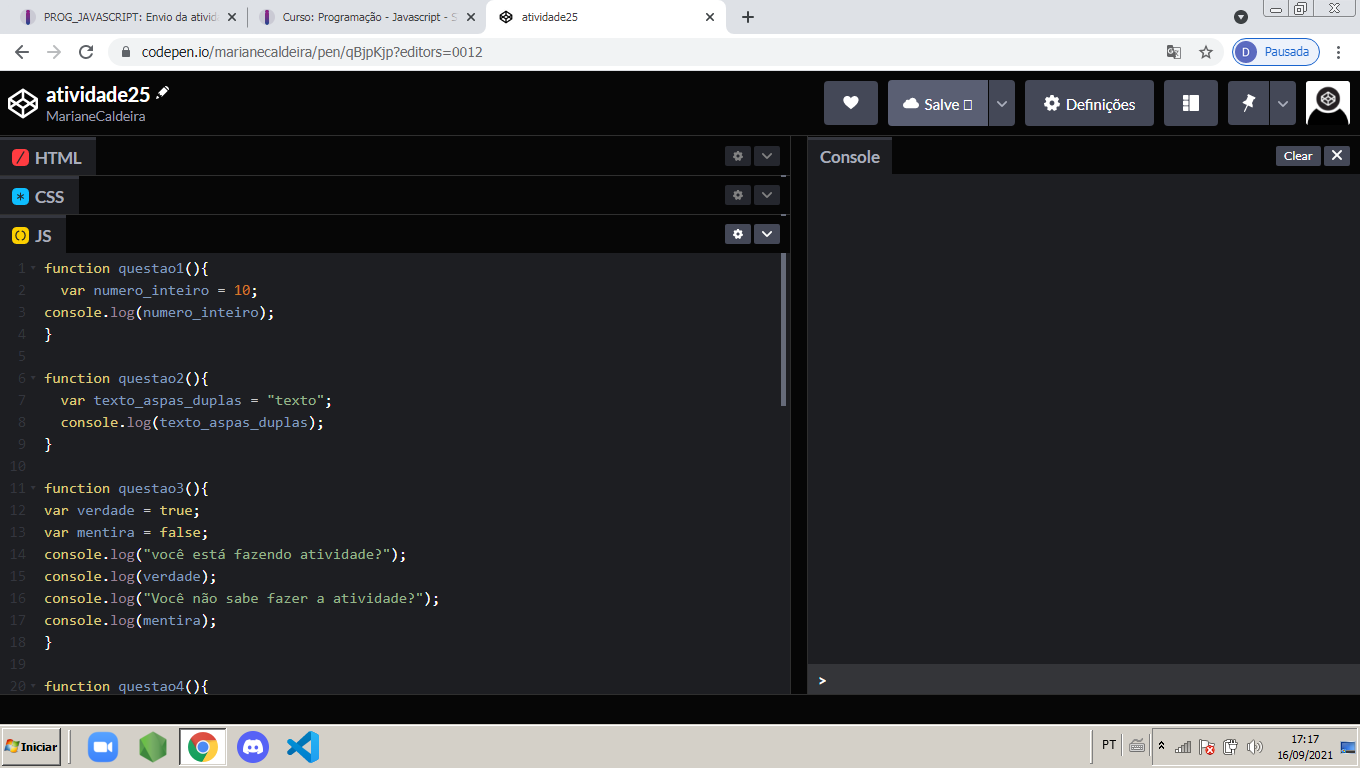 PROG_JAVASCRIPT: Envio da ativid
Curso: Programação - Javascript - S
atividade25
codepen.io/marianecaldeira/pen/qBjpKjp?editors=0012
D
Pausada
atividade25
MarianeCaldeira
Salve
Definições
HTML
CSS
JS
1 function questao1(){
2 var numero_inteiro = 10;
3 console.log(numero_inteiro);
4 }
5
6 function questao2(){
7 var texto_aspas_duplas = "texto";
8 console.log(texto_aspas_duplas);
9 }
10
11 function questao3(){
12 var verdade = true;
13 var mentira = false;
14 console.log("você está fazendo atividade?");
15 console.log(verdade);
16 console.log("Você não sabe fazer a atividade?");
17 console.log(mentira);
18 }
19
20 function questao4(){
Console
Clear
>
Iniciar
PT
17:17
16/09/2021